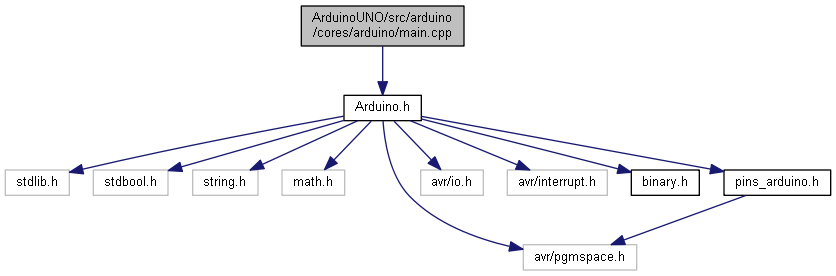 ArduinoUNO/src/arduino
/cores/arduino/main.cpp
Arduino.h
stdlib.h
stdbool.h
string.h
math.h
avr/io.h
avr/interrupt.h
binary.h
pins_arduino.h
avr/pgmspace.h